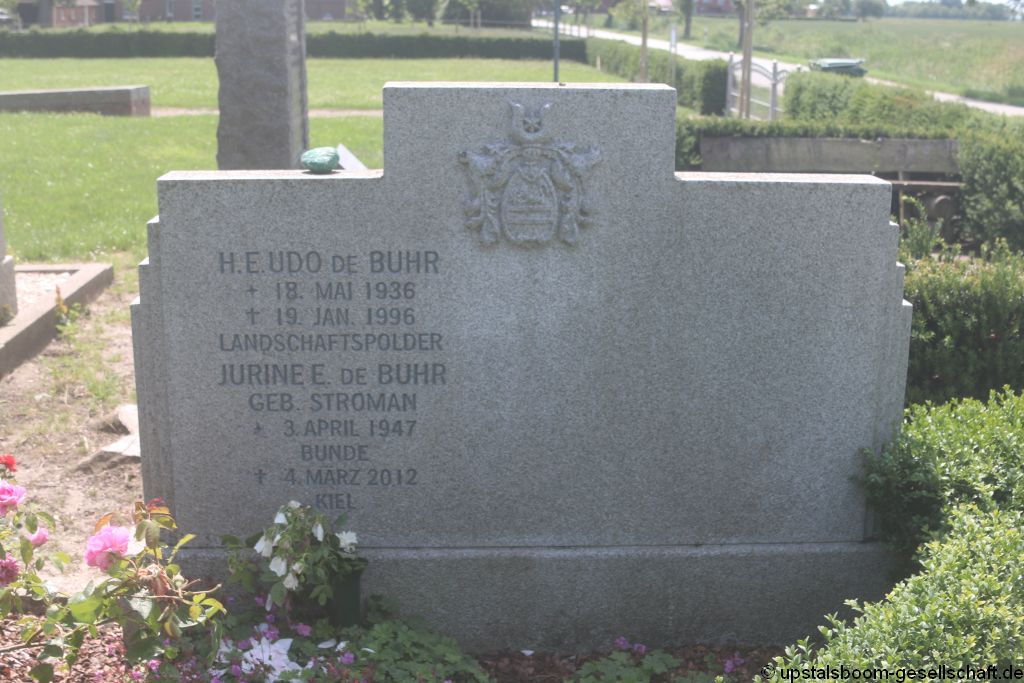 H.E. UDO DE BUHR
* 18. MAI 1936
† 19. JAN. 1996
LANDSCHAFTSPOLDER
JURINE E. DE BUHR
GEB. STROMAN
* 3. APRIL 1947
BUNDE
† 4. MÄRZ 2012
KIEL
© upstalsboom-gesellschaft.de